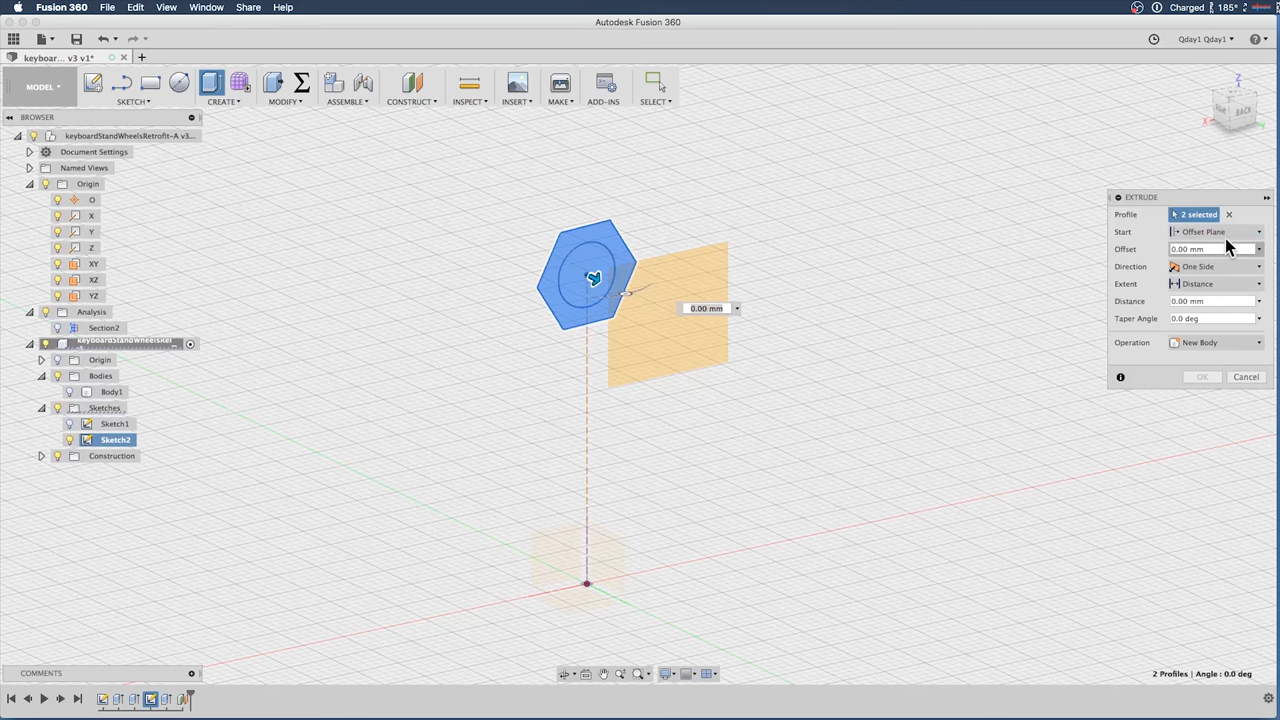 Fusion 360 File Edit View Window Share Help Charged 185°
Autodesk Fusion 360
Qday1 Qday1
keyboar... v3 v1*
MODEL
SKETCH CREATE MODIFY ASSEMBLE CONSTRUCT INSPECT INSERT MAKE ADD-INS SELECT
BROWSER
keyboardStandWheelsRetrofit-A v3...
Document Settings
Named Views
Origin
O
X
Y
Z
XY
XZ
YZ
Analysis
Section2
keyboardStandWheelsRet
Origin
Bodies
Body1
Sketches
Sketch1
Sketch2
Construction
Z
BACK
X
Y
0.00 mm
EXTRUDE
Profile 2 selected
Start Offset Plane
Offset 0.00 mm
Direction One Side
Extent Distance
Distance 0.00 mm
Taper Angle 0.0 deg
Operation New Body
OK Cancel
COMMENTS
2 Profiles | Angle : 0.0 deg